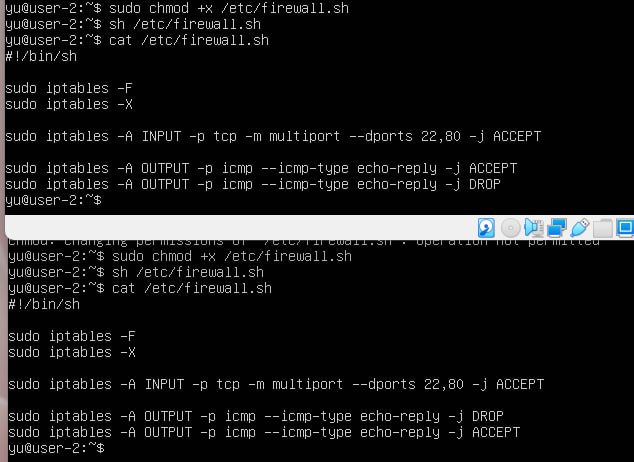 yu@user-2:~$ sudo chmod +x /etc/firewall.sh
yu@user-2:~$ sh /etc/firewall.sh
yu@user-2:~$ cat /etc/firewall.sh
#!/bin/sh
sudo iptables -F
sudo iptables -X
sudo iptables -A INPUT -p tcp -m multiport --dports 22,80 -j ACCEPT
sudo iptables -A OUTPUT -p icmp --icmp-type echo-reply -j ACCEPT
sudo iptables -A OUTPUT -p icmp --icmp-type echo-reply -j DROP
yu@user-2:~$
chmod: changing permissions of '/etc/firewall.sh': Operation not permitted
yu@user-2:~$ sudo chmod +x /etc/firewall.sh
yu@user-2:~$ sh /etc/firewall.sh
yu@user-2:~$ cat /etc/firewall.sh
#!/bin/sh
sudo iptables -F
sudo iptables -X
sudo iptables -A INPUT -p tcp -m multiport --dports 22,80 -j ACCEPT
sudo iptables -A OUTPUT -p icmp --icmp-type echo-reply -j DROP
sudo iptables -A OUTPUT -p icmp --icmp-type echo-reply -j ACCEPT
yu@user-2:~$